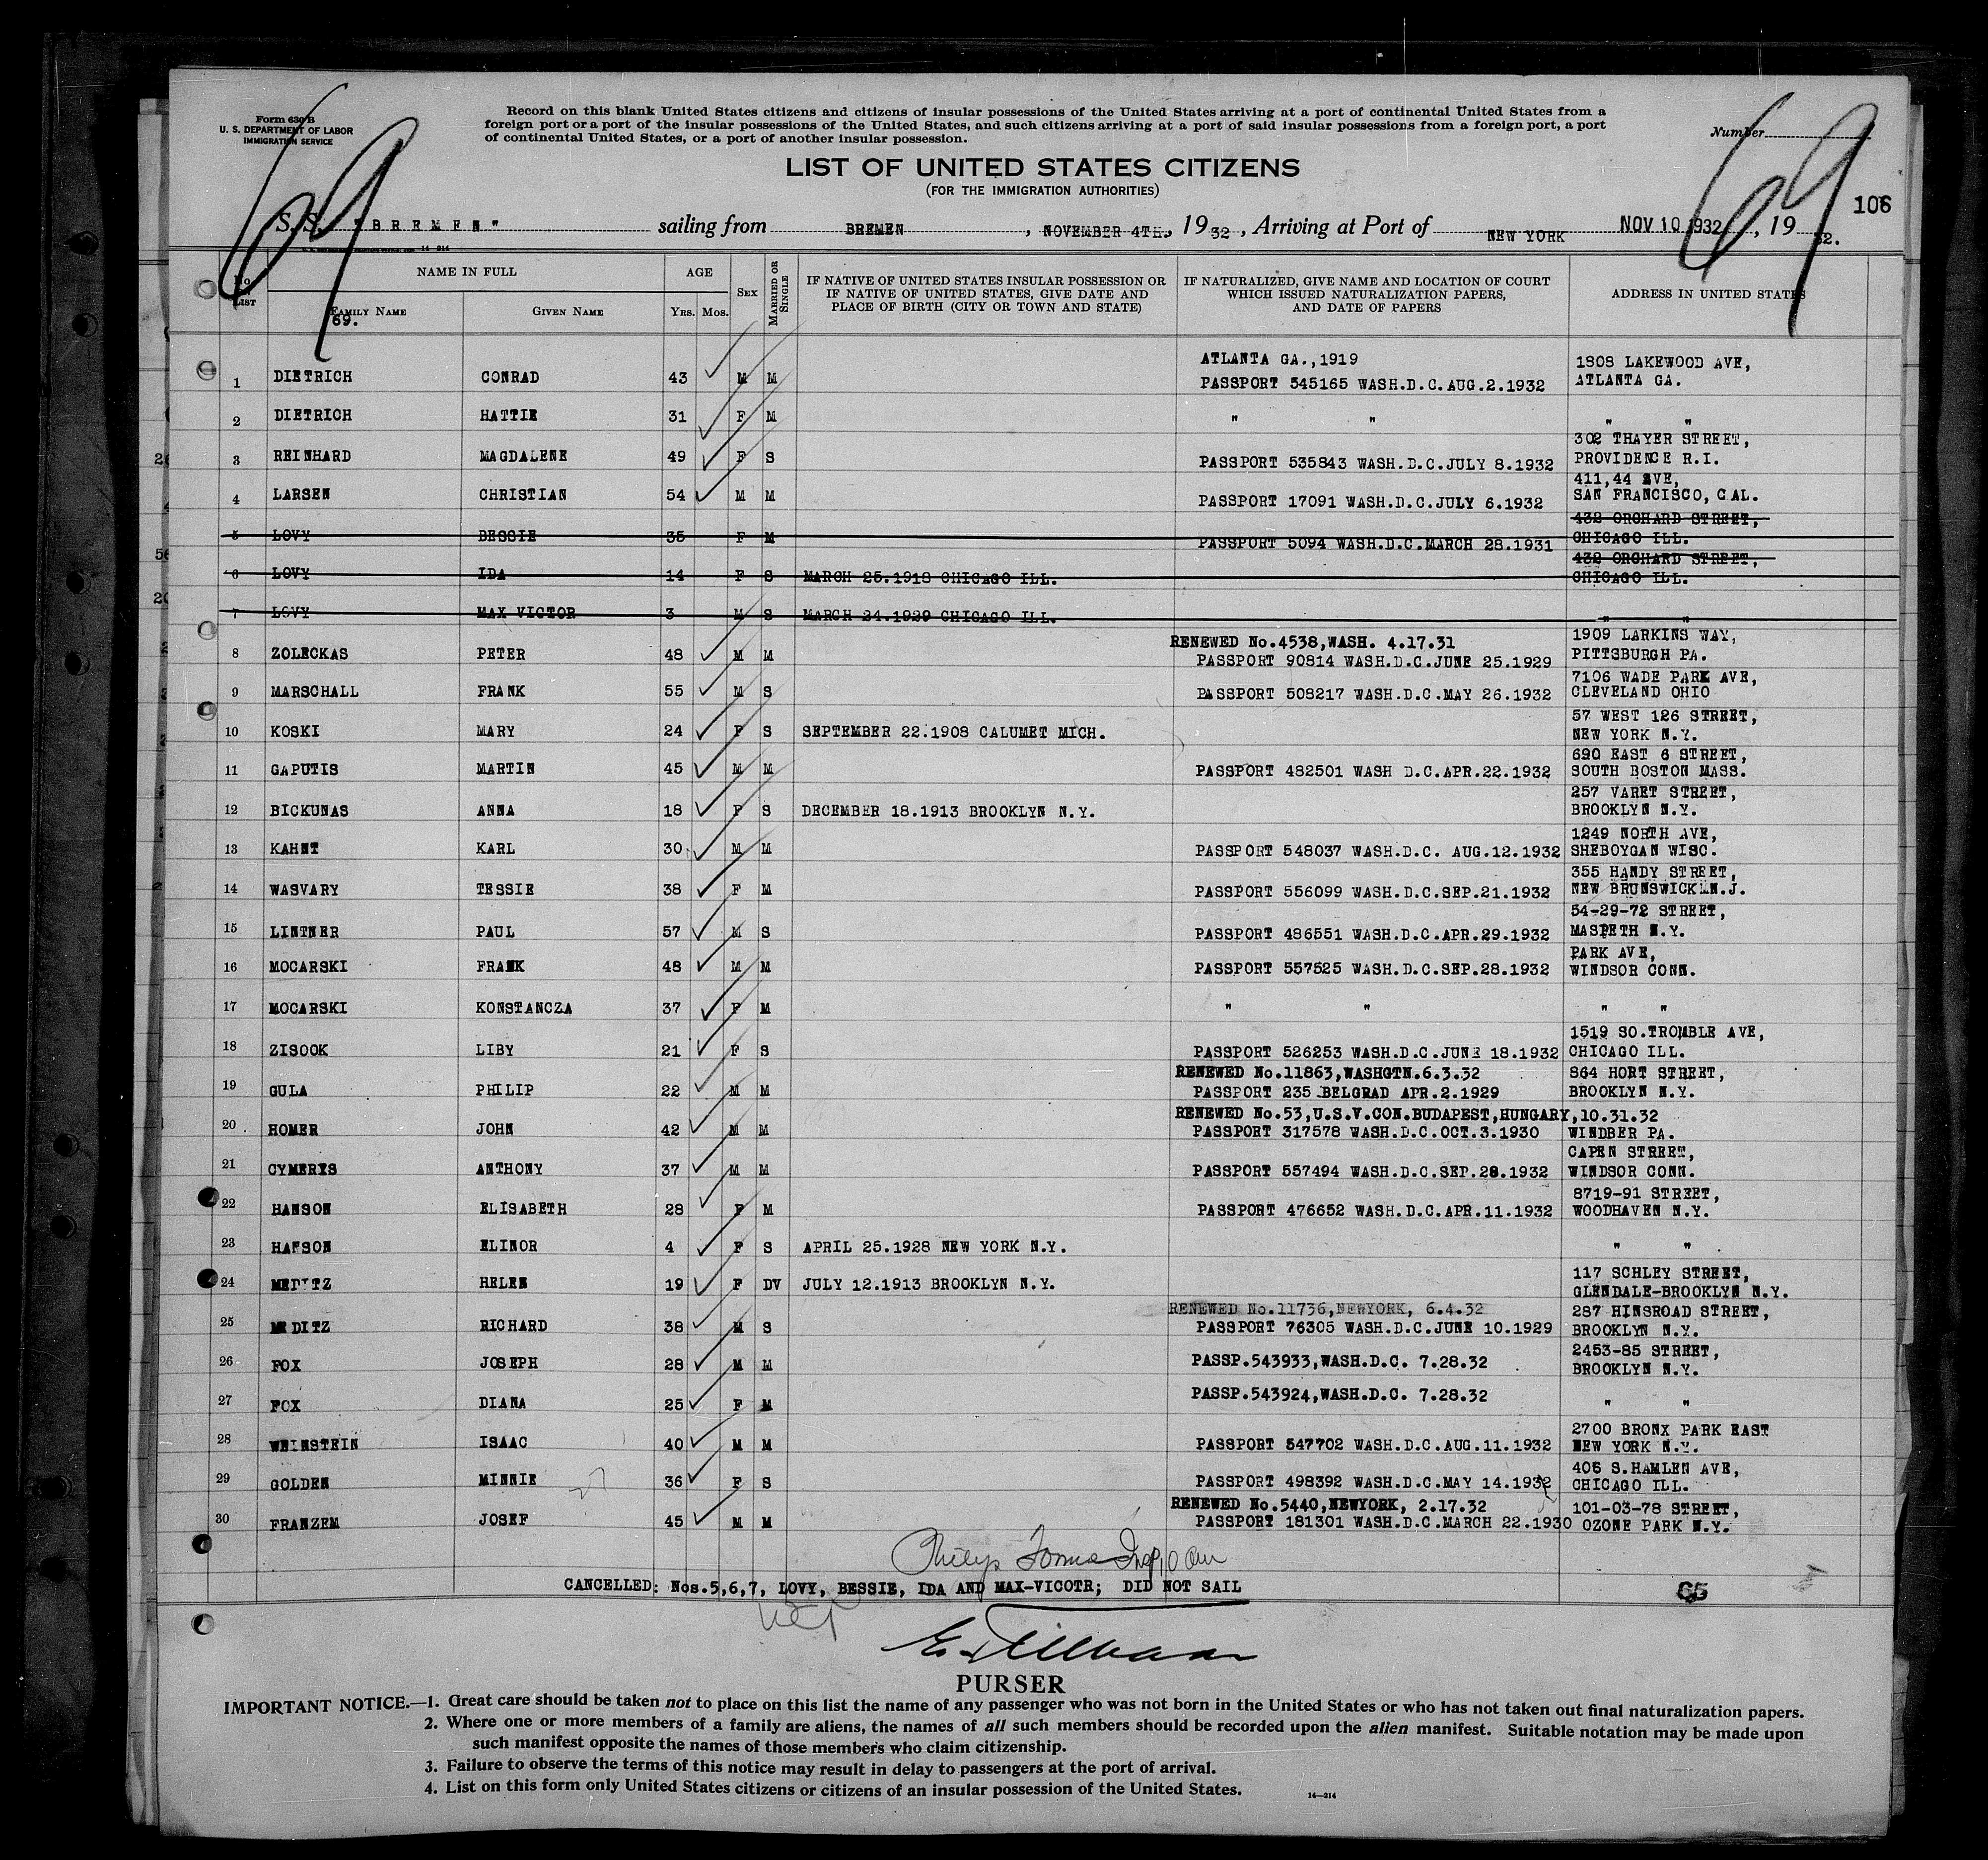 Form 630 B
U. S. DEPARTMENT OF LABOR
IMMIGRATION SERVICE
69
Record on this blank United States citizens and citizens of insular possessions of the United States arriving at a port of continental United States from a
foreign port or a port of the insular possessions of the United States, and such citizens arriving at a port of said insular possessions from a foreign port, a port
of continental United States, or a port of another insular possession.
Number
69
106
LIST OF UNITED STATES CITIZENS
(FOR THE IMMIGRATION AUTHORITIES)
S. S. "BREMEN" sailing from BREMEN, NOVEMBER 4TH., 1932, Arriving at Port of NEW YORK NOV 10 1932, 19 32.
14-214
No. LIST NAME IN FULL AGE SEX MARRIED OR SINGLE IF NATIVE OF UNITED STATES INSULAR POSSESSION OR IF NATIVE OF UNITED STATES, GIVE DATE AND PLACE OF BIRTH (CITY OR TOWN AND STATE) IF NATURALIZED, GIVE NAME AND LOCATION OF COURT WHICH ISSUED NATURALIZATION PAPERS, AND DATE OF PAPERS ADDRESS IN UNITED STATES
FAMILY NAME GIVEN NAME YRS. MOS.
69.
ATLANTA GA.,1919 1808 LAKEWOOD AVE,
1 DIETRICH CONRAD 43 M M PASSPORT 545165 WASH.D.C.AUG.2.1932 ATLANTA GA.
2 DIETRICH HATTIE 31 F M " " " "
302 THAYER STREET,
3 REINHARD MAGDALENE 49 F S PASSPORT 535843 WASH.D.C.JULY 8.1932 PROVIDENCE R.I.
411,44 AVE,
4 LARSEN CHRISTIAN 54 M M PASSPORT 17091 WASH.D.C.JULY 6.1932 SAN FRANCISCO, CAL.
432 ORCHARD STREET,
5 LOVY BESSIE 35 F M PASSPORT 5094 WASH.D.C.MARCH 28.1931 CHICAGO ILL.
432 ORCHARD STREET,
6 LOVY IDA 14 F S MARCH 25.1918 CHICAGO ILL. CHICAGO ILL.
7 LOVY MAX VICTOR 3 M S MARCH 24.1929 CHICAGO ILL. " "
RENEWED No.4538,WASH. 4.17.31 1909 LARKINS WAY,
8 ZOLECKAS PETER 48 M M PASSPORT 90814 WASH.D.C.JUNE 25.1929 PITTSBURGH PA.
7106 WADE PARK AVE,
9 MARSCHALL FRANK 55 M S PASSPORT 508217 WASH.D.C.MAY 26.1932 CLEVELAND OHIO
57 WEST 126 STREET,
10 KOSKI MARY 24 F S SEPTEMBER 22.1908 CALUMET MICH. NEW YORK N.Y.
690 EAST 6 STREET,
11 GAPUTIS MARTIN 45 M M PASSPORT 482501 WASH D.C.APR.22.1932 SOUTH BOSTON MASS.
257 VARET STREET,
12 BICKUNAS ANNA 18 F S DECEMBER 18.1913 BROOKLYN N.Y. BROOKLYN N.Y.
1249 NORTH AVE,
13 KAHNT KARL 30 M M PASSPORT 548037 WASH.D.C. AUG.12.1932 SHEBOYGAN WISC.
355 HANDY STREET,
14 WASVARY TESSIE 38 F M PASSPORT 556099 WASH.D.C.SEP.21.1932 NEW BRUNSWICK N.J.
54-29-72 STREET,
15 LINTNER PAUL 57 M S PASSPORT 486551 WASH.D.C.APR.29.1932 MASPETH N.Y.
PARK AVE,
16 MOCARSKI FRANK 48 M M PASSPORT 557525 WASH.D.C.SEP.28.1932 WINDSOR CONN.
17 MOCARSKI KONSTANCZA 37 F M " " " "
1519 SO.TROMBLE AVE,
18 ZISOOK LIBY 21 F S PASSPORT 526253 WASH.D.C.JUNE 18.1932 CHICAGO ILL.
RENEWED No.11863,WASHGTN.6.3.32 864 HORT STREET,
19 GULA PHILIP 22 M M PASSPORT 235 BELGRAD APR.2.1929 BROOKLYN N.Y.
RENEWED No.53,U.S.V.CON.BUDAPEST,HUNGARY,10.31.32
20 HOMER JOHN 42 M M PASSPORT 317578 WASH.D.C.OCT.3.1930 WINDBER PA.
CAPEN STREET,
21 CYMERYS ANTHONY 37 M M PASSPORT 557494 WASH.D.C.SEP.28.1932 WINDSOR CONN.
8719-91 STREET,
22 HANSON ELISABETH 28 F M PASSPORT 476652 WASH.D.C.APR.11.1932 WOODHAVEN N.Y.
23 HANSON ELINOR 4 F S APRIL 25.1928 NEW YORK N.Y. " "
117 SCHLEY STREET,
24 MEDITZ HELEN 19 F DV JULY 12.1913 BROOKLYN N.Y. GLENDALE-BROOKLYN N.Y.
RENEWED No.11736,NEWYORK, 6.4.32 287 HINSROAD STREET,
25 MEDITZ RICHARD 38 M S PASSPORT 76305 WASH.D.C.JUNE 10.1929 BROOKLYN N.Y.
2453-85 STREET,
26 FOX JOSEPH 28 M M PASSP.543933,WASH.D.C. 7.28.32 BROOKLYN N.Y.
27 FOX DIANA 25 F M PASSP.543924,WASH.D.C. 7.28.32 " "
2700 BRONX PARK EAST
28 WEINSTEIN ISAAC 40 M M PASSPORT 547702 WASH.D.C.AUG.11.1932 NEW YORK N.Y.
406 S.HAMLEN AVE,
29 GOLDEN MINNIE 36 F S PASSPORT 498392 WASH.D.C.MAY 14.1932 CHICAGO ILL.
RENEWED No.5440,NEWYORK, 2.17.32 101-03-78 STREET,
30 FRANZEM JOSEF 45 M M PASSPORT 181301 WASH.D.C.MARCH 22.1930 OZONE PARK N.Y.
CANCELLED: Nos.5,6,7, LOVY, BESSIE, IDA AND MAX-VICOTR; DID NOT SAIL
65
PURSER
IMPORTANT NOTICE.—1. Great care should be taken not to place on this list the name of any passenger who was not born in the United States or who has not taken out final naturalization papers.
2. Where one or more members of a family are aliens, the names of all such members should be recorded upon the alien manifest. Suitable notation may be made upon
such manifest opposite the names of those members who claim citizenship.
3. Failure to observe the terms of this notice may result in delay to passengers at the port of arrival.
4. List on this form only United States citizens or citizens of an insular possession of the United States.
14—214